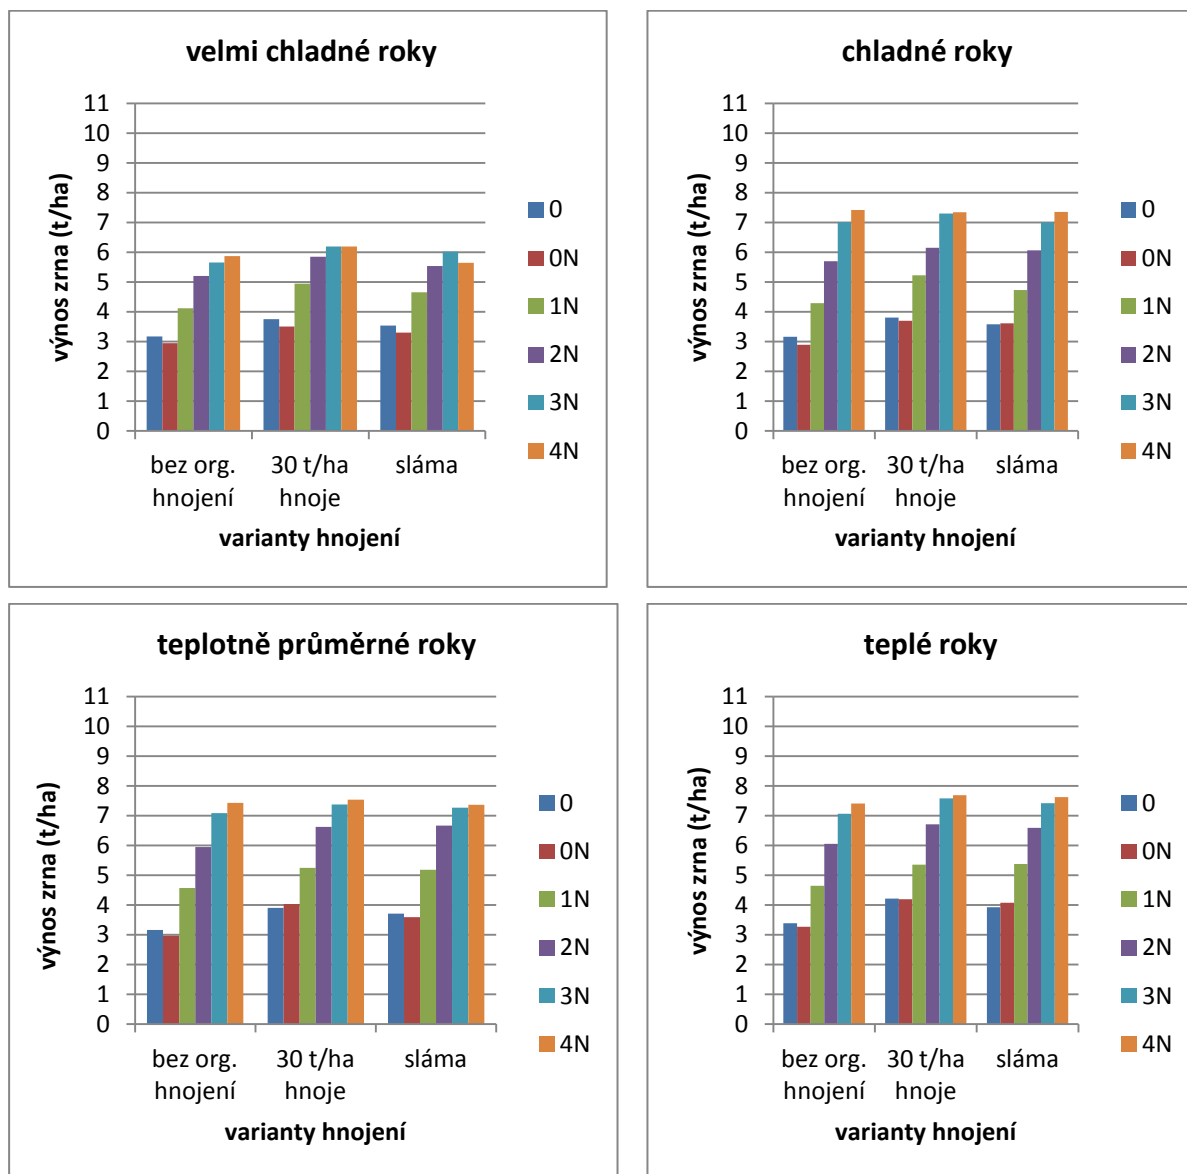 velmi chladné roky
11
10
9
8
7
6
5
4
3
2
1
0
výnos zrna (t/ha)
bez org.
hnojení
30 t/ha
hnoje
sláma
varianty hnojení
0
0N
1N
2N
3N
4N
chladné roky
11
10
9
8
7
6
5
4
3
2
1
0
výnos zrna (t/ha)
bez org.
hnojení
30 t/ha
hnoje
sláma
varianty hnojení
0
0N
1N
2N
3N
4N
teplotně průměrné roky
11
10
9
8
7
6
5
4
3
2
1
0
výnos zrna (t/ha)
bez org.
hnojení
30 t/ha
hnoje
sláma
varianty hnojení
0
0N
1N
2N
3N
4N
teplé roky
11
10
9
8
7
6
5
4
3
2
1
0
výnos zrna (t/ha)
bez org.
hnojení
30 t/ha
hnoje
sláma
varianty hnojení
0
0N
1N
2N
3N
4N